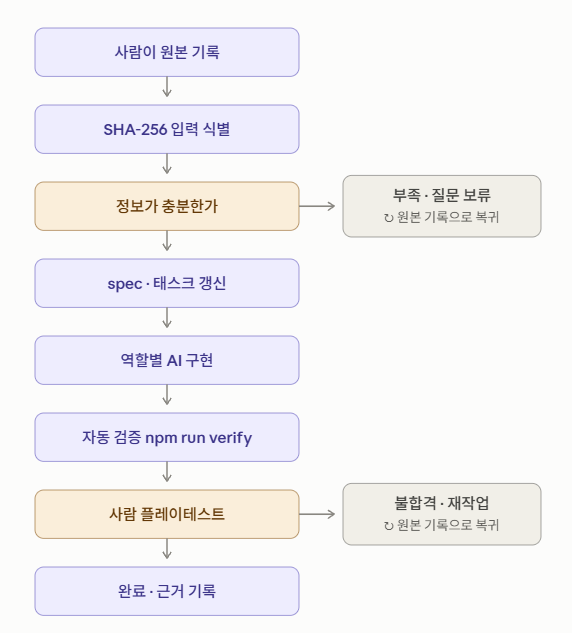 사람이 원본 기록
SHA-256 입력 식별
정보가 충분한가
부족 · 질문 보류
↻ 원본 기록으로 복귀
spec · 태스크 갱신
역할별 AI 구현
자동 검증 npm run verify
사람 플레이테스트
불합격 · 재작업
↻ 원본 기록으로 복귀
완료 · 근거 기록